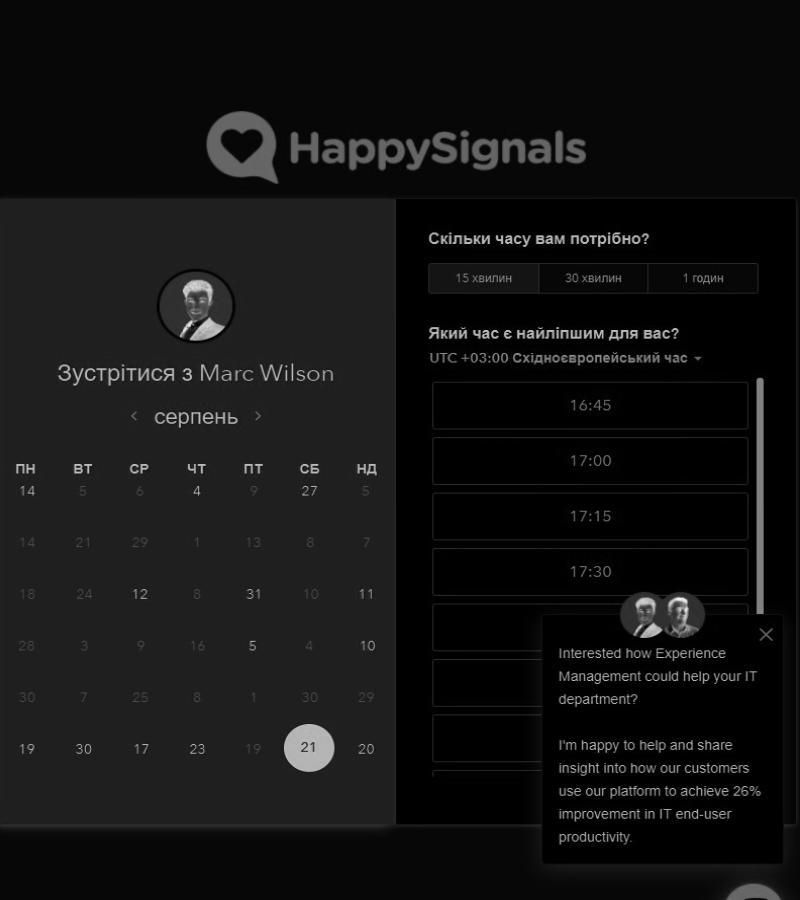 HappySignals
Зустрітися з Marc Wilson
серпень
ПН ВТ СР ЧТ ПТ СБ НД
14 5 6 4 9 27 5
14 21 29 1 13 8 7
18 24 12 8 31 10 11
28 3 9 16 5 4 10
30 7 25 8 1 30 29
19 30 17 23 19 21 20
Скільки часу вам потрібно?
15 хвилин 30 хвилин 1 годин
Який час є найліпшим для вас?
UTC +03:00 Східноєвропейський час
16:45
17:00
17:15
17:30
Interested how Experience
Management could help your IT
department?
I'm happy to help and share
insight into how our customers
use our platform to achieve 26%
improvement in IT end-user
productivity.